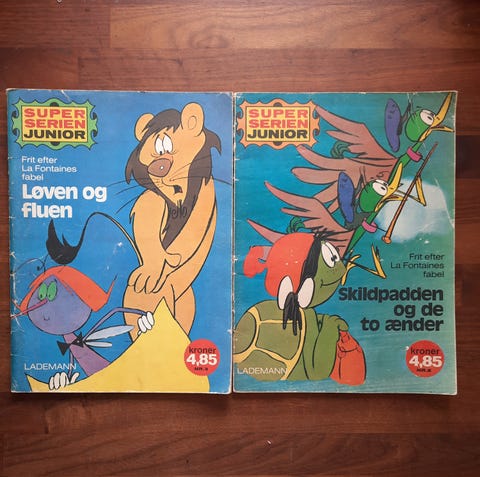 SUPER
SERIEN
JUNIOR
Frit efter
La Fontaines
fabel
Løven og
fluen
kroner
4,85
LADEMANN
SUPER
SERIEN
JUNIOR
Frit efter
La Fontaines
fabel
Skildpadden
og de
to ænder
kroner
4,85
LADEMANN